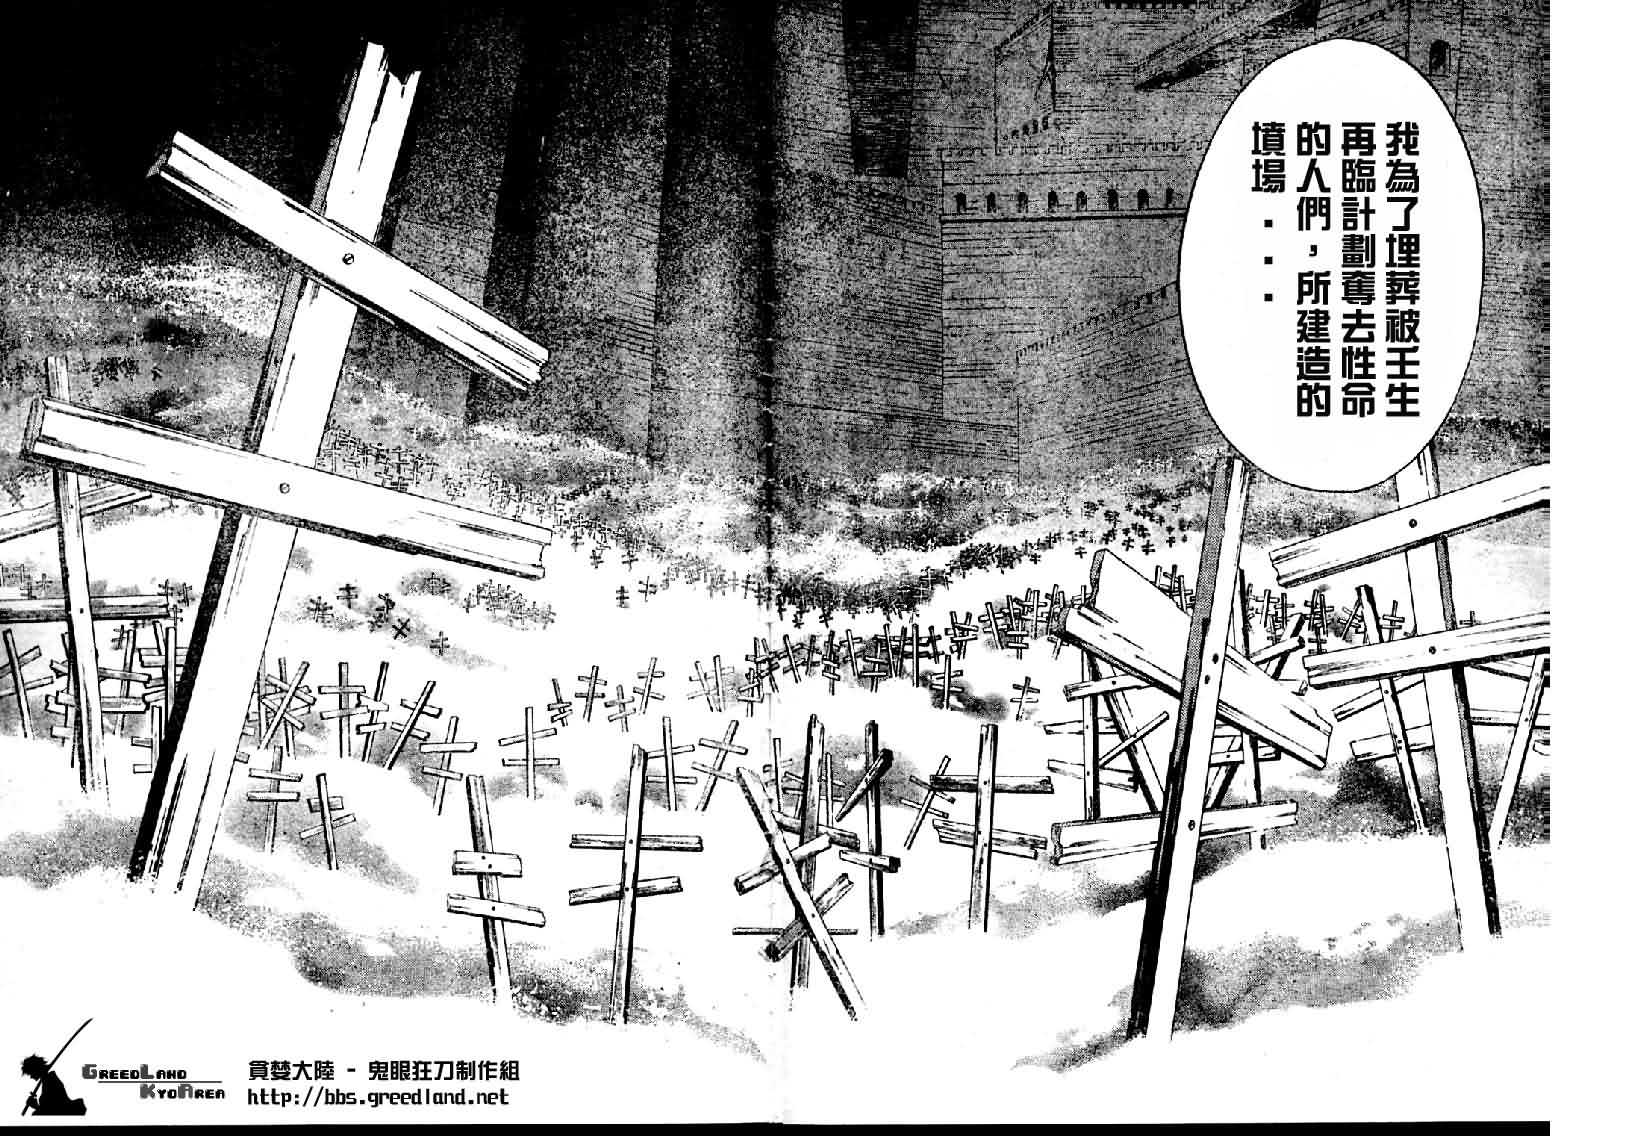 我為了埋葬被壬生
再臨計劃奪去性命
的人們，所建造的
墳場...
GreedLand
KyoArea
貪婪大陸 - 鬼眼狂刀制作組
http://bbs.greedland.net